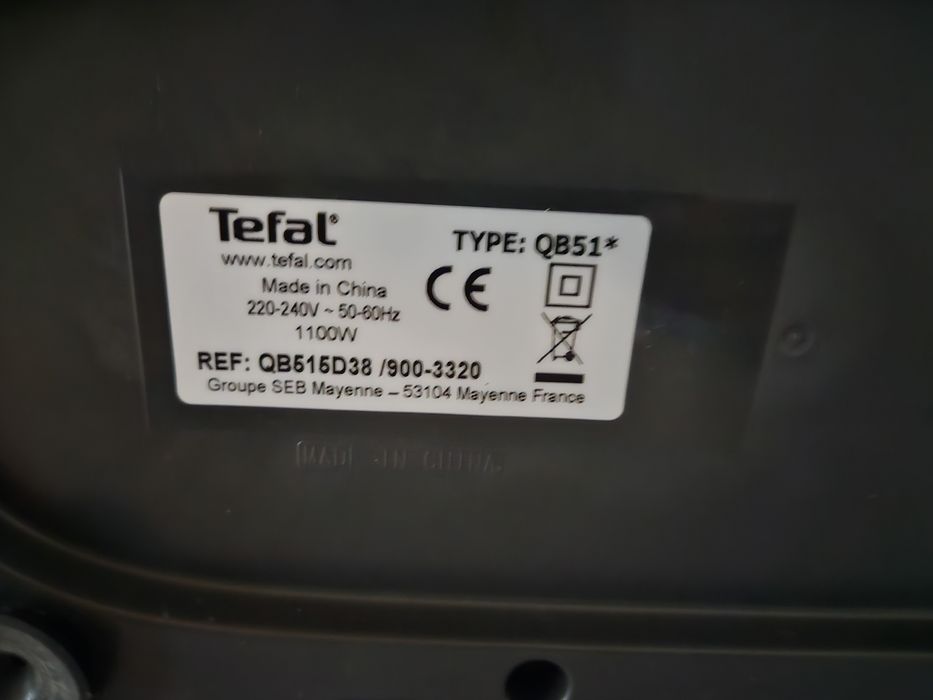 Tefal®
www.tefal.com
TYPE: QB51*
Made in China
CE
220-240V ~ 50-60Hz
1100W
REF: QB515D38 /900-3320
Groupe SEB Mayenne – 53104 Mayenne France
MADE IN CHINA